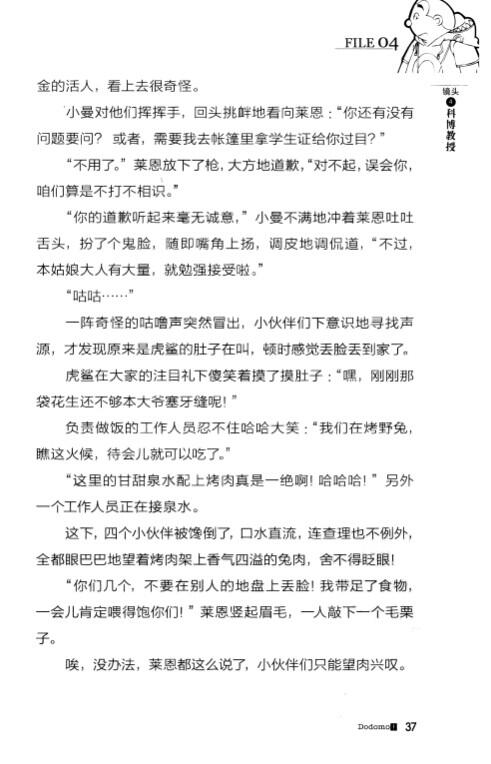 FILE 04
镜头
4
科博教授
金的活人，看上去很奇怪。
小曼对他们挥挥手，回头挑衅地看向莱恩：“你还有没有
问题要问？ 或者，需要我去帐篷里拿学生证给你过目？”
“不用了。”莱恩放下了枪，大方地道歉，“对不起，误会你，
咱们算是不打不相识。”
“你的道歉听起来毫无诚意，”小曼不满地冲着莱恩吐吐
舌头，扮了个鬼脸，随即嘴角上扬，调皮地调侃道，“不过，
本姑娘大人有大量，就勉强接受啦。”
“咕咕……”
一阵奇怪的咕噜声突然冒出，小伙伴们下意识地寻找声
源，才发现原来是虎鲨的肚子在叫，顿时感觉丢脸丢到家了。
虎鲨在大家的注目礼下傻笑着摸了摸肚子：“嘿，刚刚那
袋花生还不够本大爷塞牙缝呢！”
负责做饭的工作人员忍不住哈哈大笑：“我们在烤野兔，
瞧这火候，待会儿就可以吃了。”
“这里的甘甜泉水配上烤肉真是一绝啊！哈哈哈！”另外
一个工作人员正在接泉水。
这下，四个小伙伴被馋倒了，口水直流，连查理也不例外，
全都眼巴巴地望着烤肉架上香气四溢的兔肉，舍不得眨眼！
“你们几个，不要在别人的地盘上丢脸！我带足了食物，
一会儿肯定喂得饱你们！”莱恩竖起眉毛，一人敲下一个毛栗
子。
唉，没办法，莱恩都这么说了，小伙伴们只能望肉兴叹。
Dodomo 37